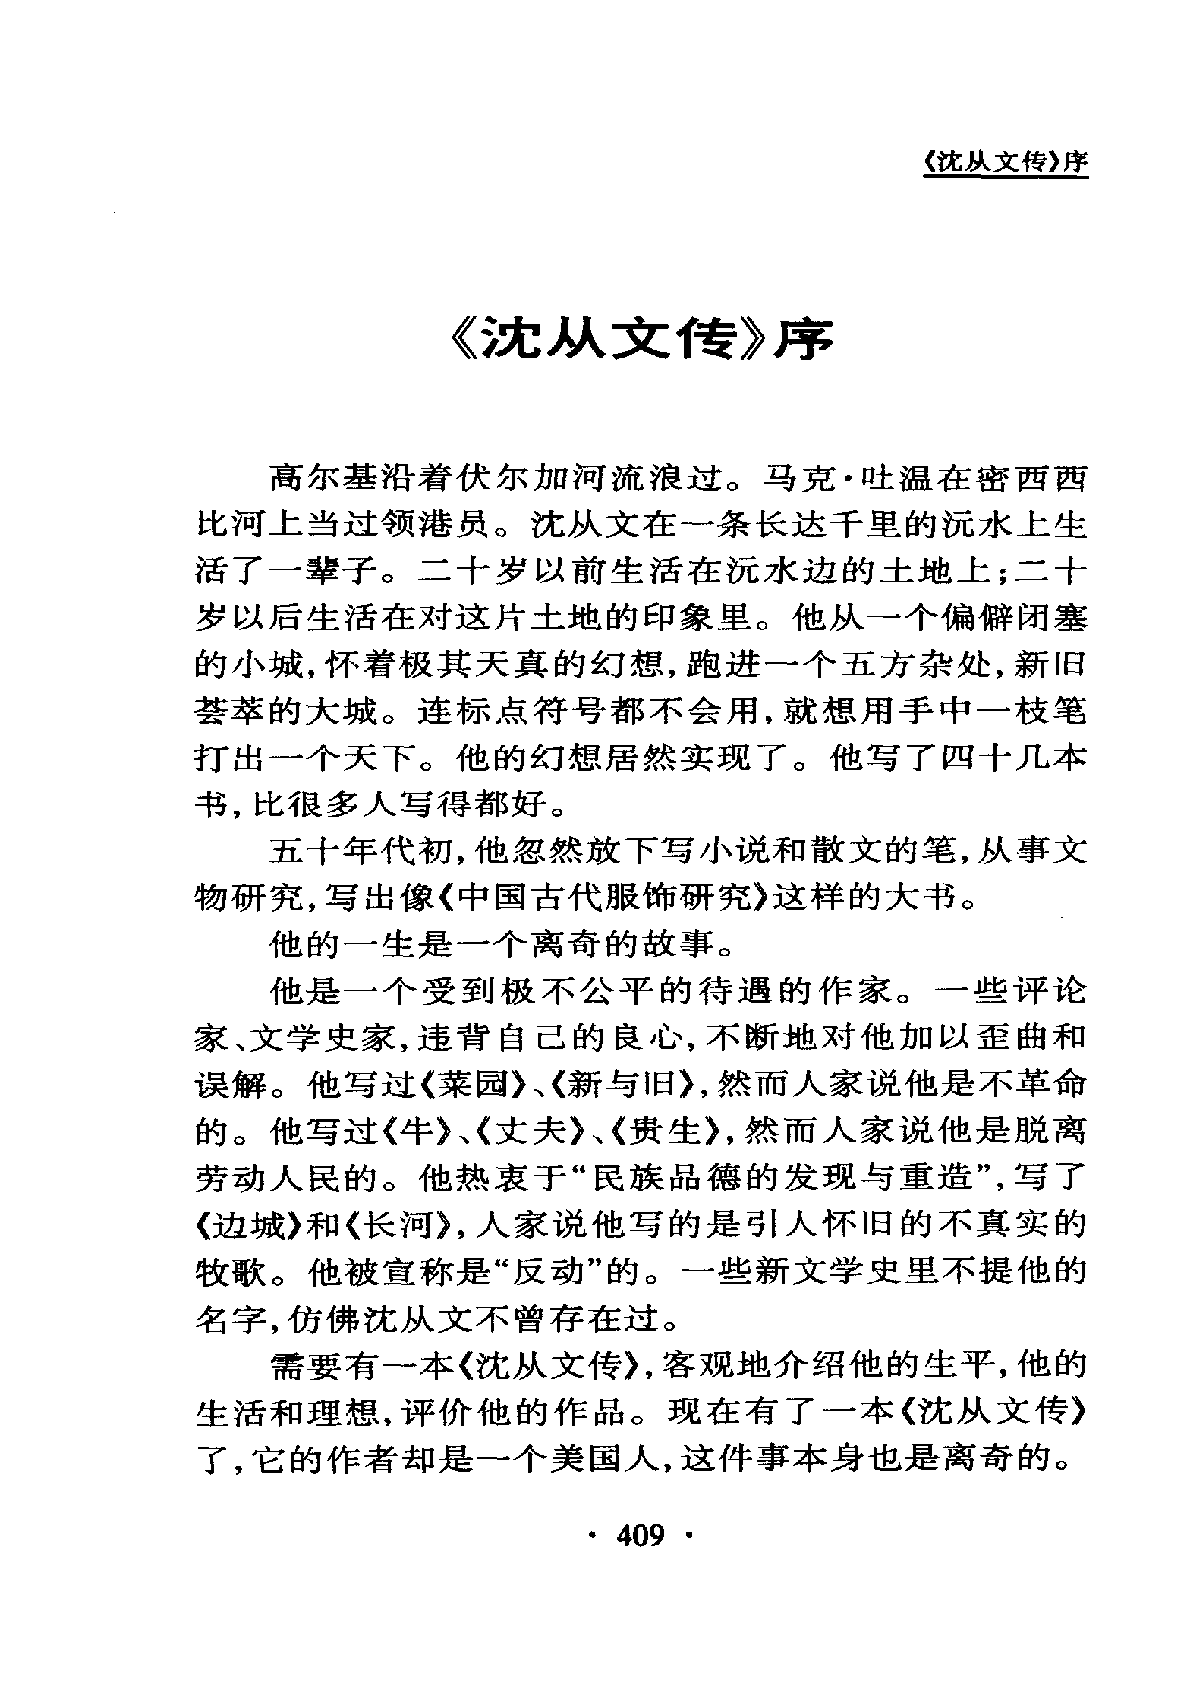 《沈从文传》序
《沈从文传》序
高尔基沿着伏尔加河流浪过。马克·吐温在密西西
比河上当过领港员。沈从文在一条长达千里的沅水上生
活了一辈子。二十岁以前生活在沅水边的土地上；二十
岁以后生活在对这片土地的印象里。他从一个偏僻闭塞
的小城，怀着极其天真的幻想，跑进一个五方杂处，新旧
荟萃的大城。连标点符号都不会用，就想用手中一枝笔
打出一个天下。他的幻想居然实现了。他写了四十几本
书，比很多人写得都好。
五十年代初，他忽然放下写小说和散文的笔，从事文
物研究，写出像《中国古代服饰研究》这样的大书。
他的一生是一个离奇的故事。
他是一个受到极不公平的待遇的作家。一些评论
家、文学史家，违背自己的良心，不断地对他加以歪曲和
误解。他写过《菜园》、《新与旧》，然而人家说他是不革命
的。他写过《牛》、《丈夫》、《贵生》，然而人家说他是脱离
劳动人民的。他热衷于“民族品德的发现与重造”，写了
《边城》和《长河》，人家说他写的是引人怀旧的不真实的
牧歌。他被宣称是“反动”的。一些新文学史里不提他的
名字，仿佛沈从文不曾存在过。
需要有一本《沈从文传》，客观地介绍他的生平，他的
生活和理想，评价他的作品。现在有了一本《沈从文传》
了，它的作者却是一个美国人，这件事本身也是离奇的。
· 409 ·